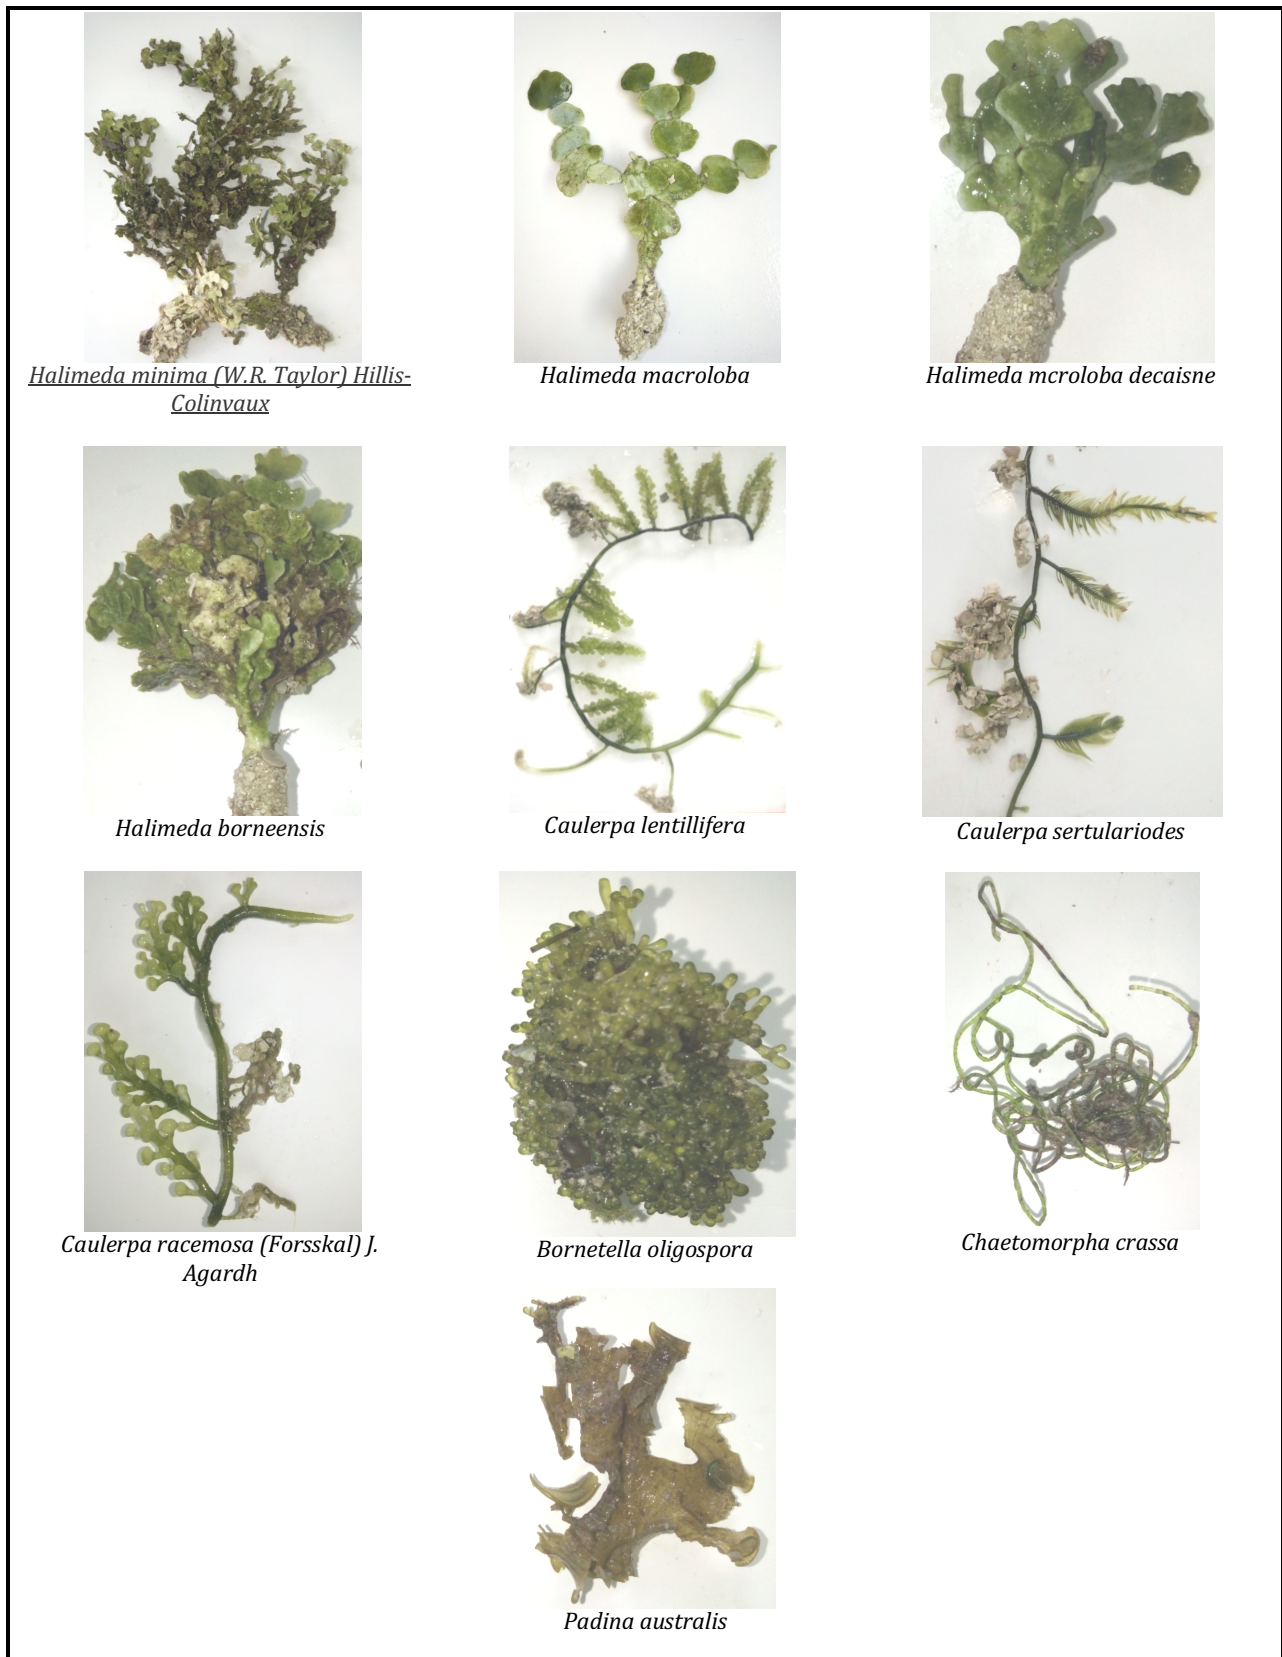 Halimeda minima (W.R. Taylor) Hillis-
Colinvaux
Halimeda macroloba
Halimeda mcroloba decaisne
Halimeda borneensis
Caulerpa lentillifera
Caulerpa sertulariodes
Caulerpa racemosa (Forsskal) J.
Agardh
Bornetella oligospora
Chaetomorpha crassa
Padina australis